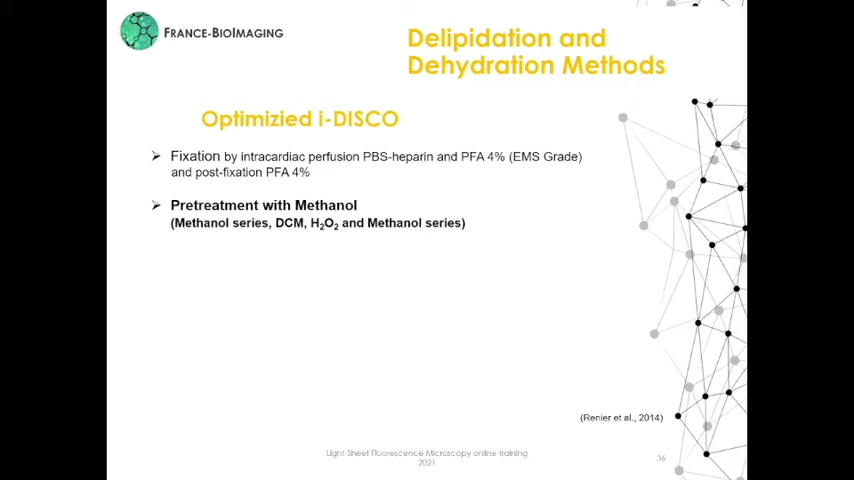 FRANCE-BIOIMAGING
Delipidation and
Dehydration Methods
Optimizied i-DISCO
➢ Fixation by intracardiac perfusion PBS-heparin and PFA 4% (EMS Grade)
and post-fixation PFA 4%
➢ Pretreatment with Methanol
(Methanol series, DCM, H₂O₂ and Methanol series)
(Renier et al., 2014)
Light-Sheet Fluorescence Microscopy online training
2021
36